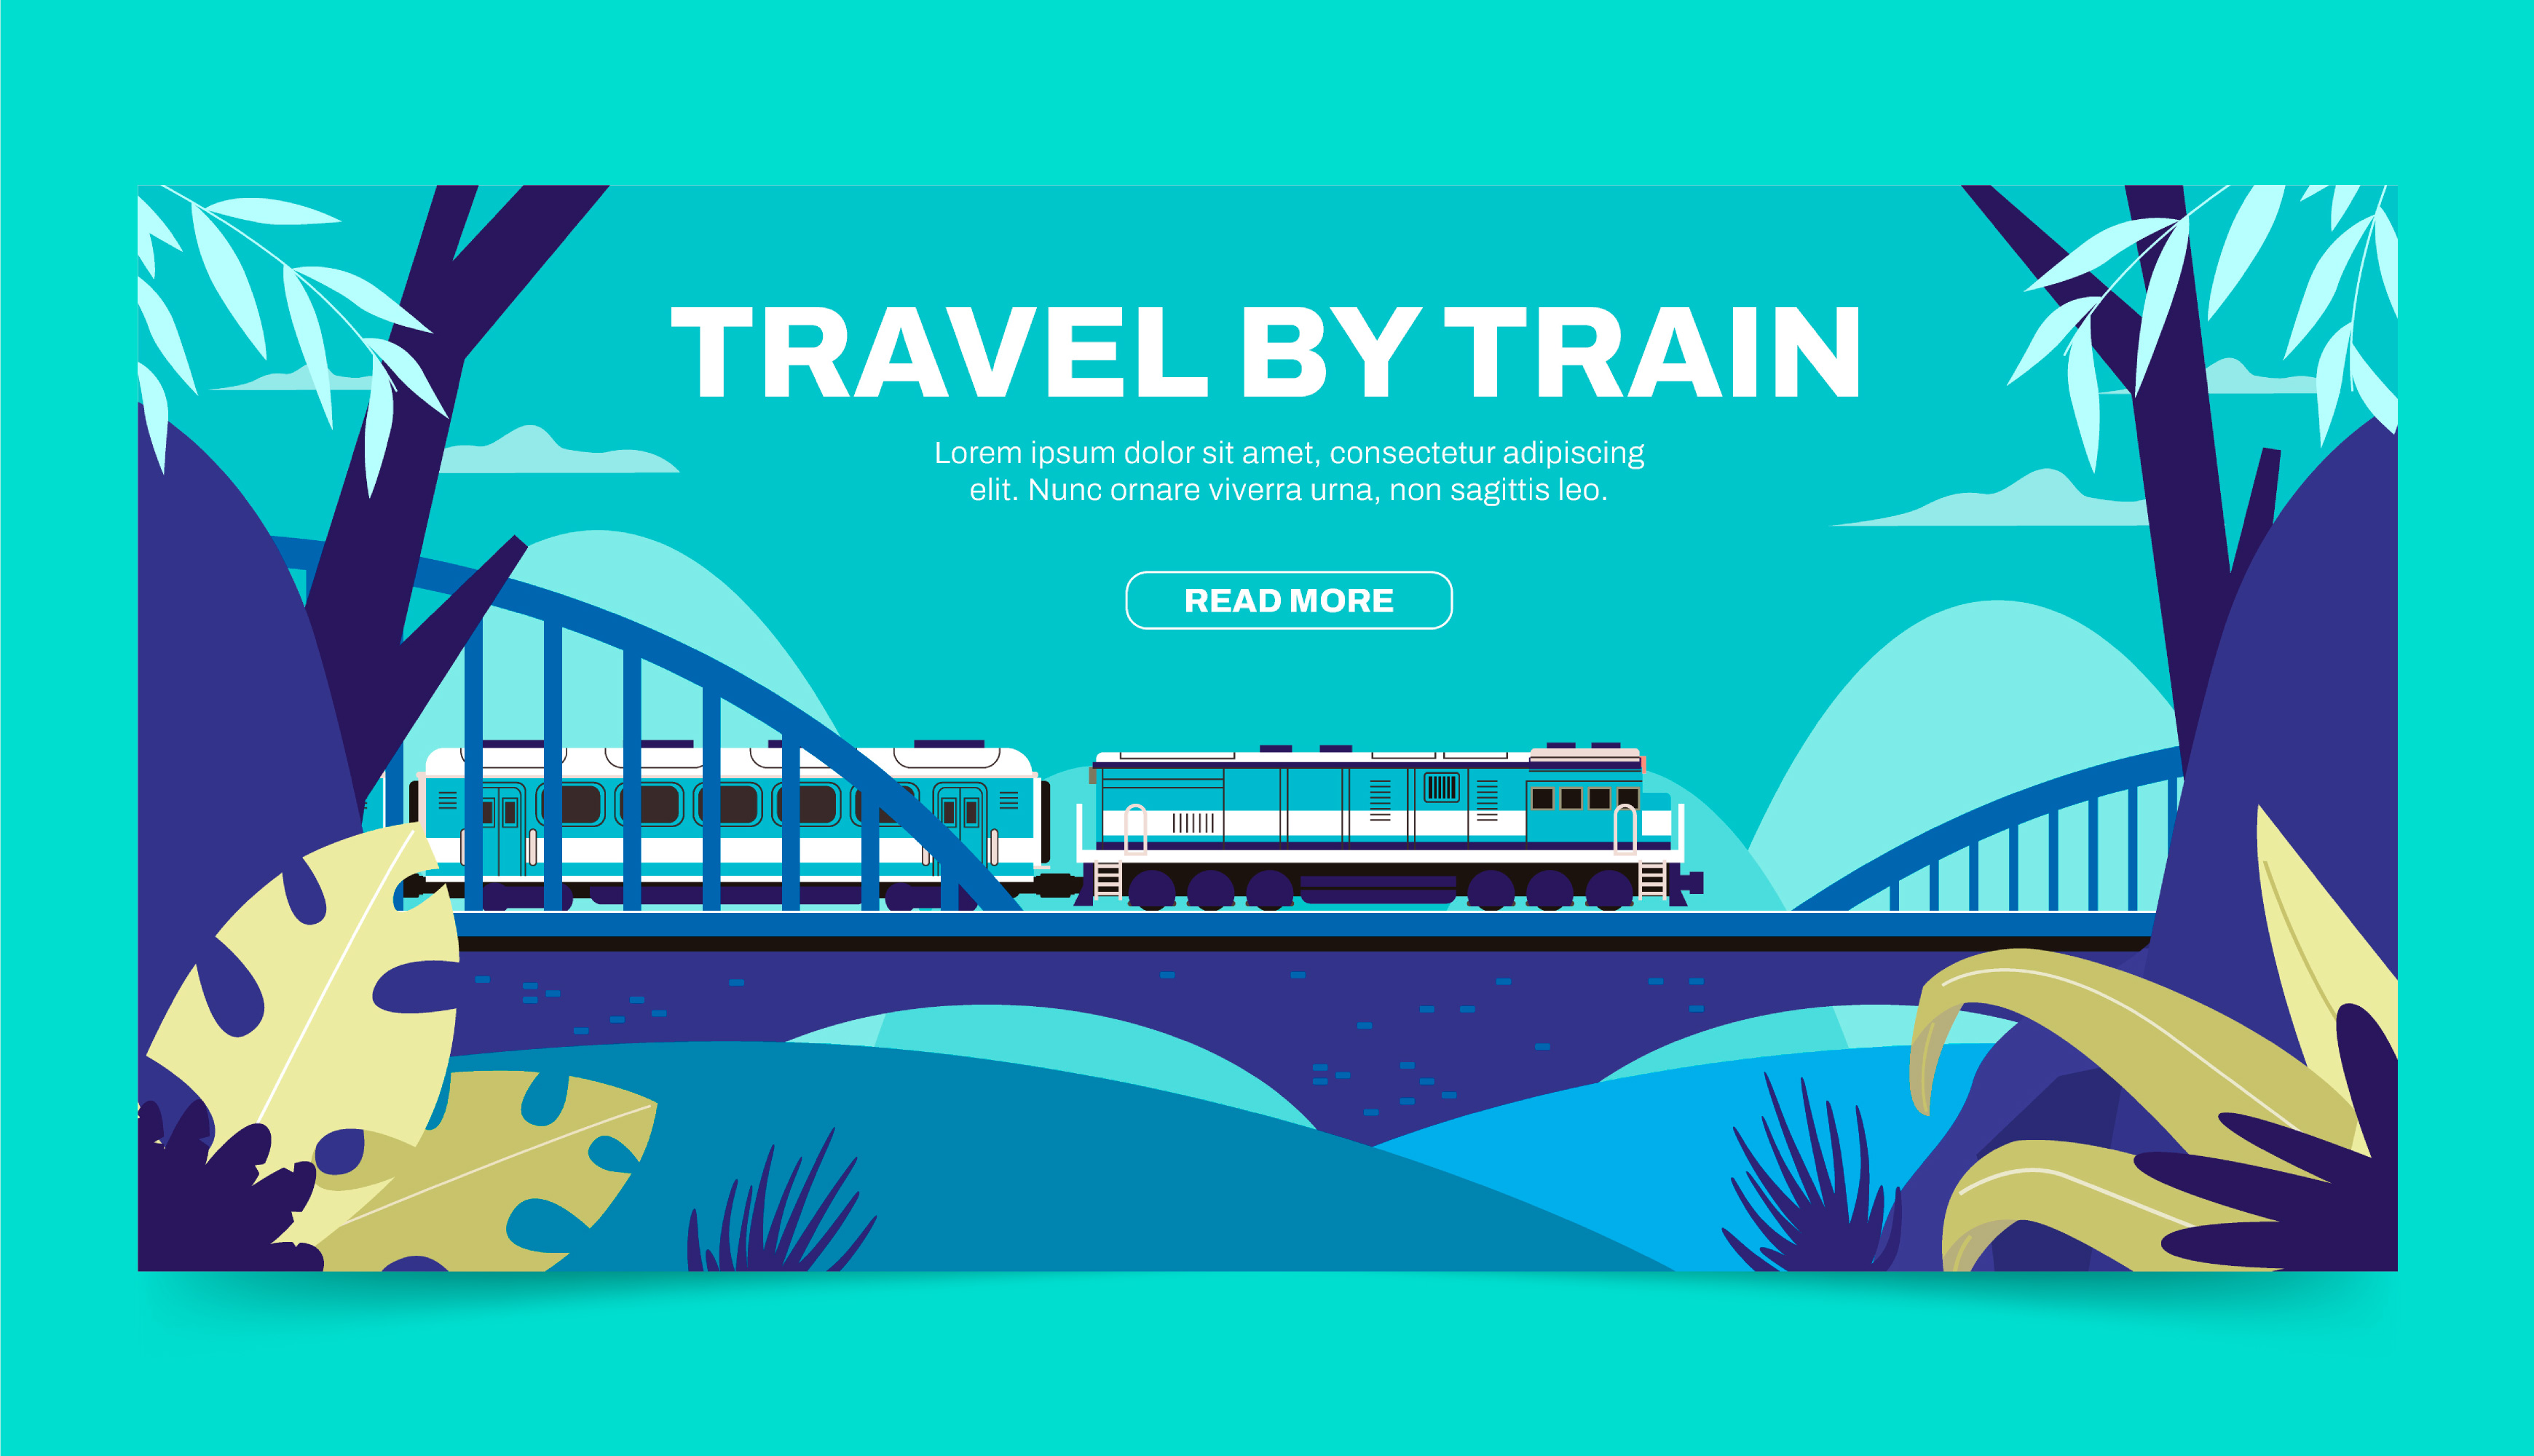 TRAVEL BY TRAIN
Lorem ipsum dolor sit amet, consectetur adipiscing
elit. Nunc ornare viverra urna, non sagittis leo.
READ MORE